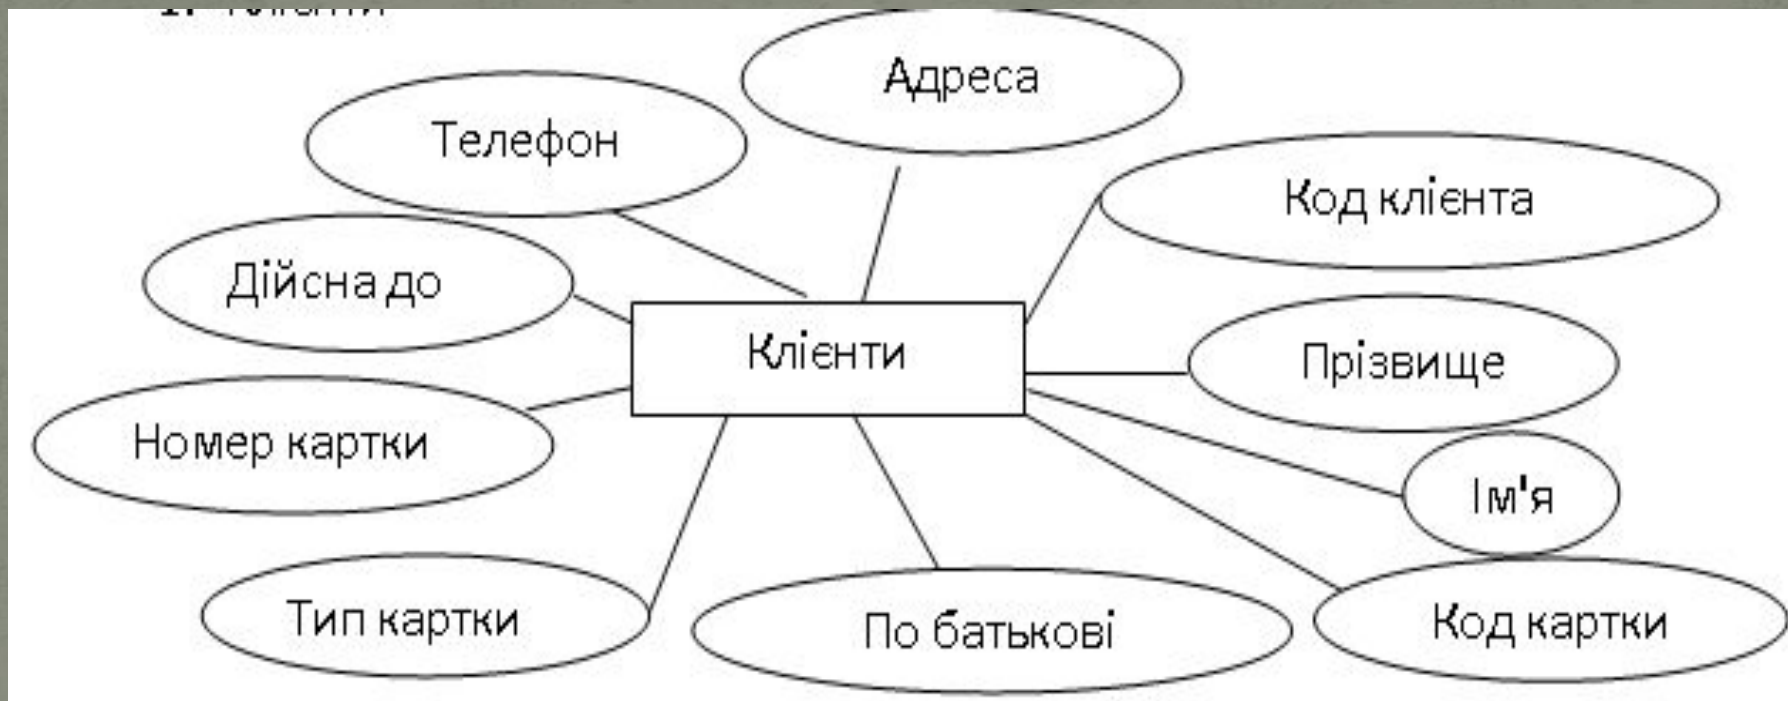 Адреса
Телефон
Код клієнта
Дійсна до
Клієнти
Прізвище
Номер картки
Ім'я
Тип картки
По батькові
Код картки